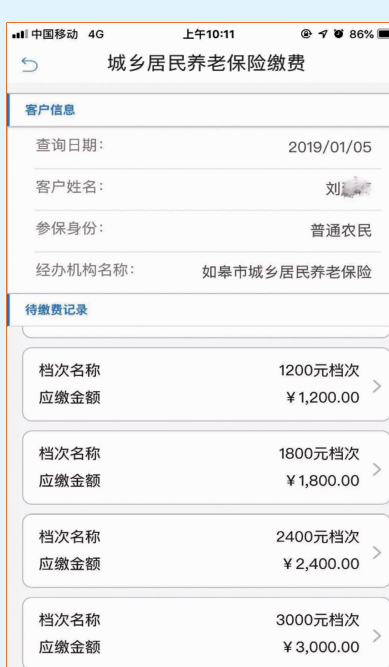 中国移动 4G 上午10:11 86%
城乡居民养老保险缴费
客户信息
查询日期: 2019/01/05
客户姓名: 刘
参保身份: 普通农民
经办机构名称: 如皋市城乡居民养老保险
待缴费记录
档次名称 1200元档次
应缴金额 ¥1,200.00
档次名称 1800元档次
应缴金额 ¥1,800.00
档次名称 2400元档次
应缴金额 ¥2,400.00
档次名称 3000元档次
应缴金额 ¥3,000.00